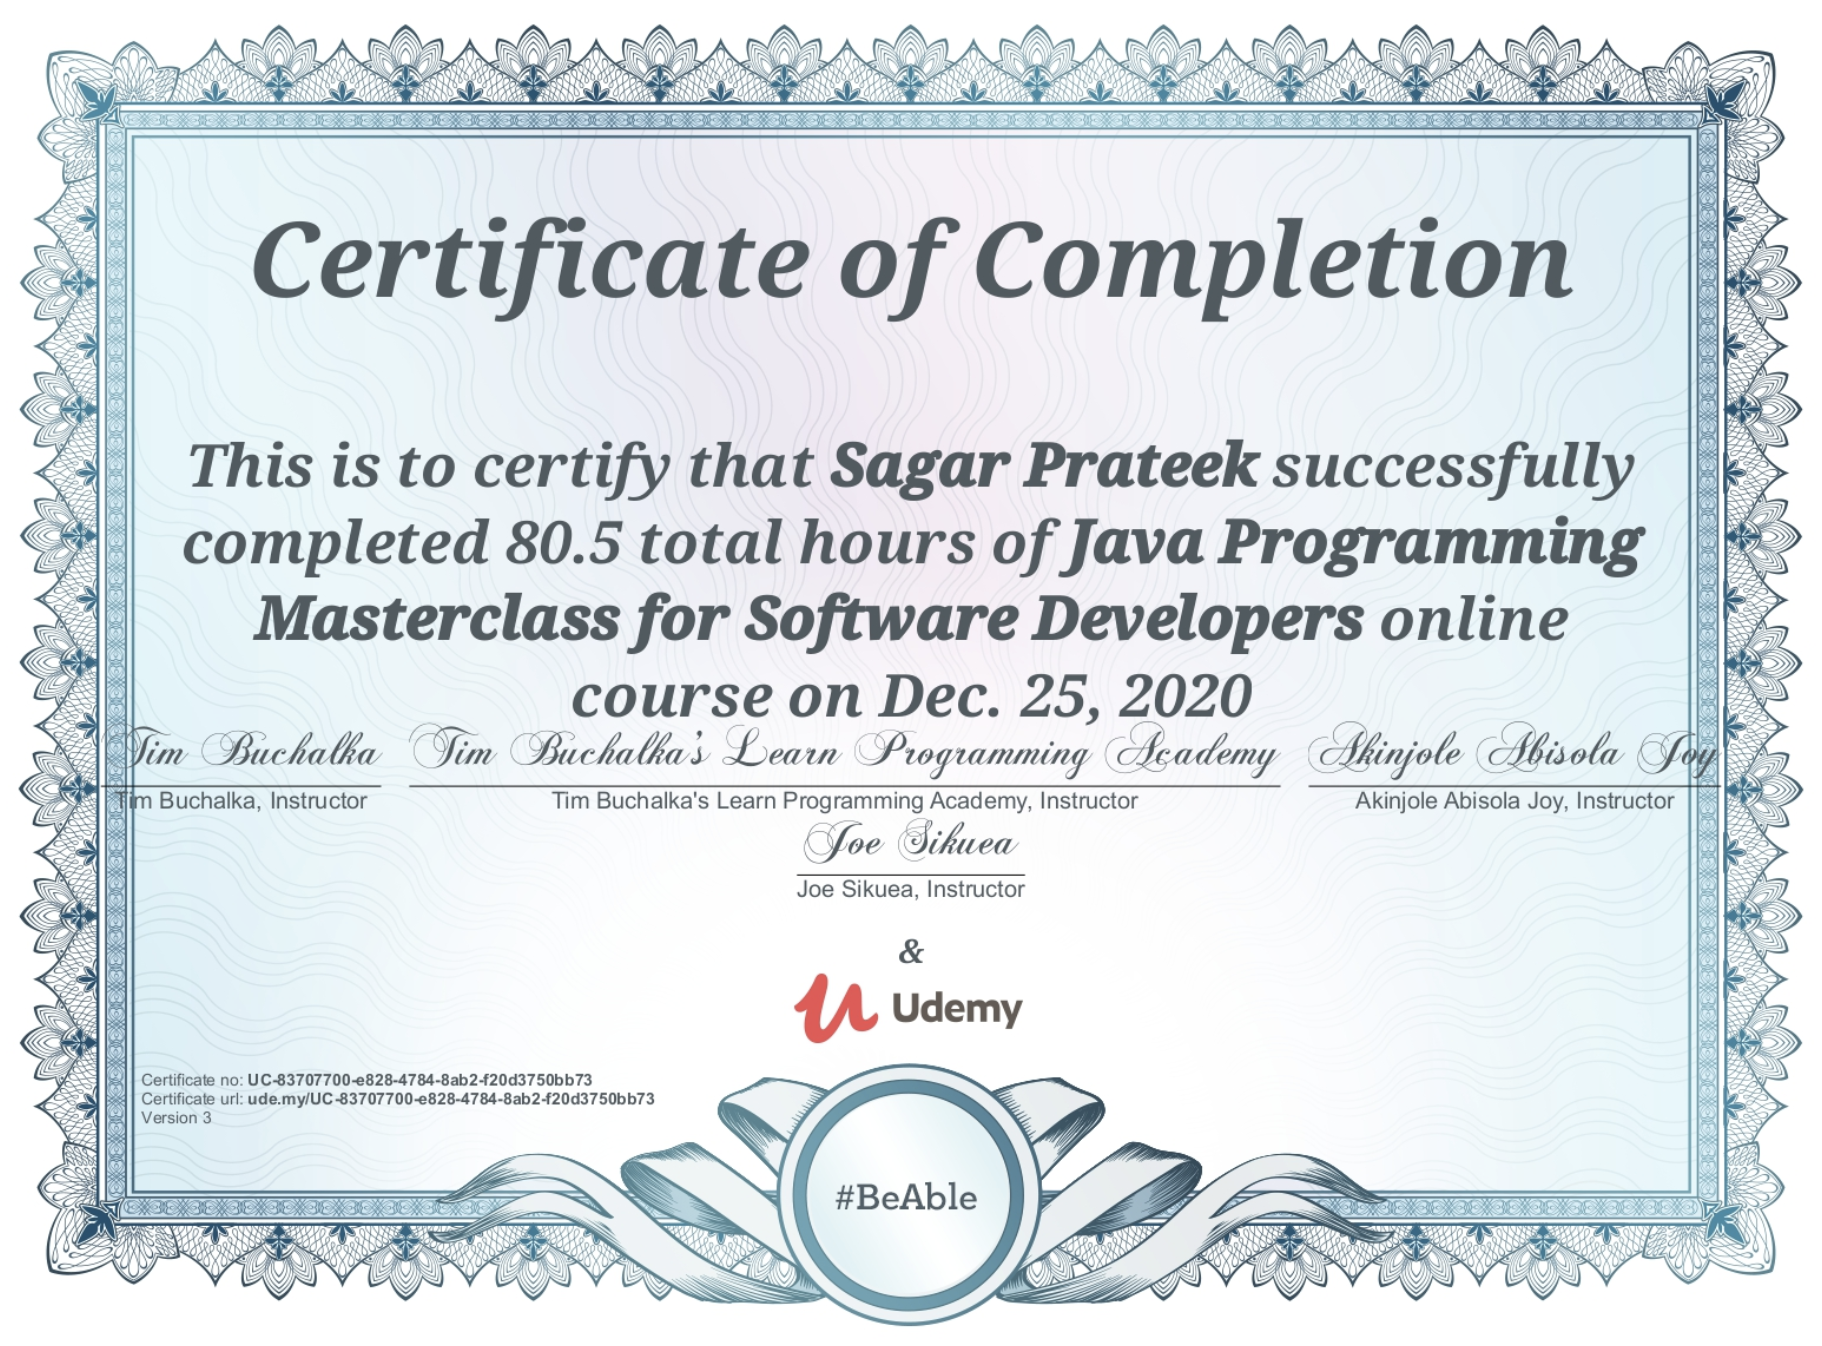 Certificate of Completion
This is to certify that Sagar Prateek successfully
completed 80.5 total hours of Java Programming
Masterclass for Software Developers online
course on Dec. 25, 2020
Tim Buchalka Tim Buchalka's Learn Programming Academy Akinjole Abisola Joy
Tim Buchalka, Instructor Tim Buchalka's Learn Programming Academy, Instructor Akinjole Abisola Joy, Instructor
Joe Sikuea
Joe Sikuea, Instructor
&
Udemy
Certificate no: UC-83707700-e828-4784-8ab2-f20d3750bb73
Certificate url: ude.my/UC-83707700-e828-4784-8ab2-f20d3750bb73
Version 3
#BeAble